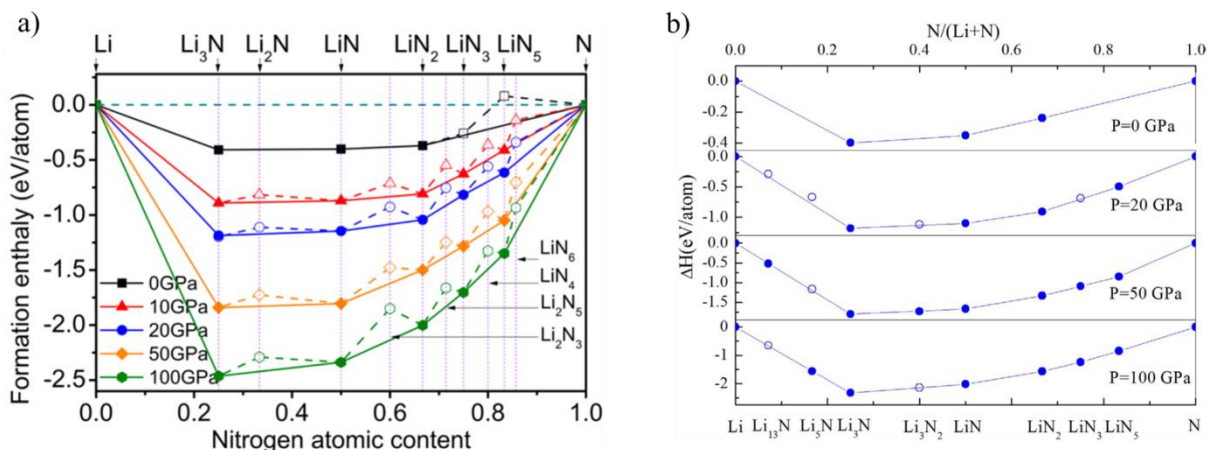 a)
Li Li₃N Li₂N LiN LiN₂ LiN₃ LiN₅ N
Formation enthalpy (eV/atom)
0.0
-0.5
-1.0
-1.5
-2.0
-2.5
0GPa
10GPa
20GPa
50GPa
100GPa
LiN₆
LiN₄
Li₂N₅
Li₂N₃
0.0 0.2 0.4 0.6 0.8 1.0
Nitrogen atomic content
b)
N/(Li+N)
0.0 0.2 0.4 0.6 0.8 1.0
ΔH(eV/atom)
0.0
-0.2
-0.4
P=0 GPa
0.0
-0.5
-1.0
P=20 GPa
0.0
-0.5
-1.0
-1.5
P=50 GPa
0
-1
-2
P=100 GPa
Li Li₁₃N Li₅N Li₃N Li₃N₂ LiN LiN₂ LiN₃ LiN₅ N